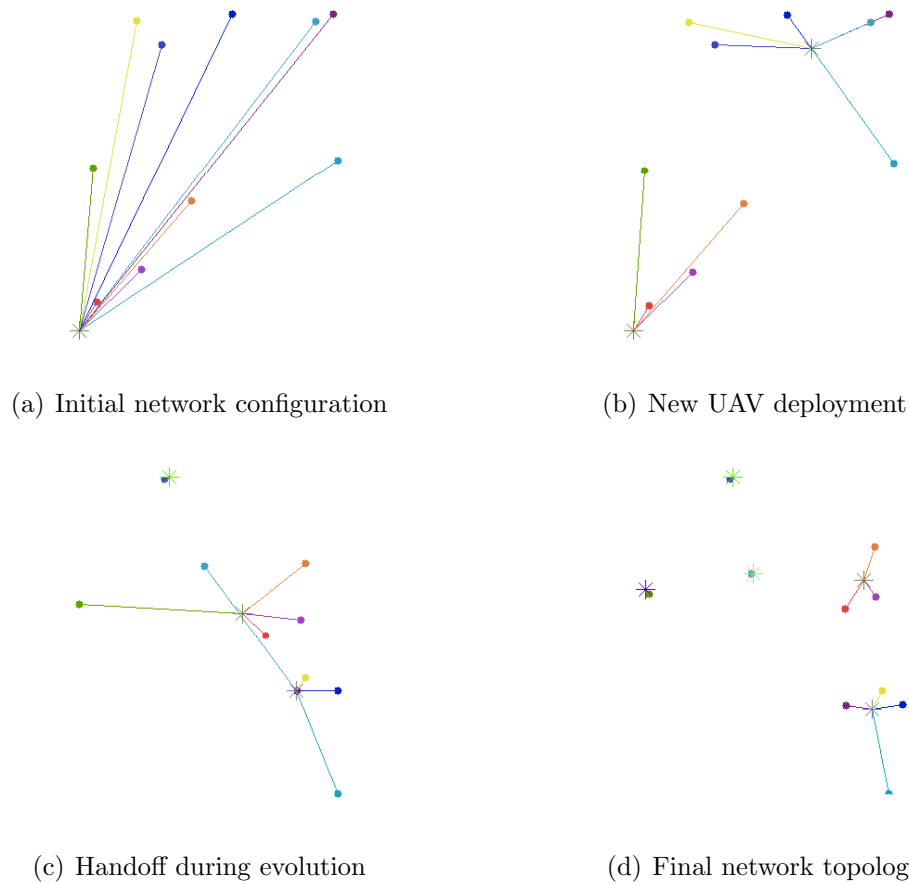 (a) Initial network configuration
(b) New UAV deployment
(c) Handoff during evolution
(d) Final network topolog